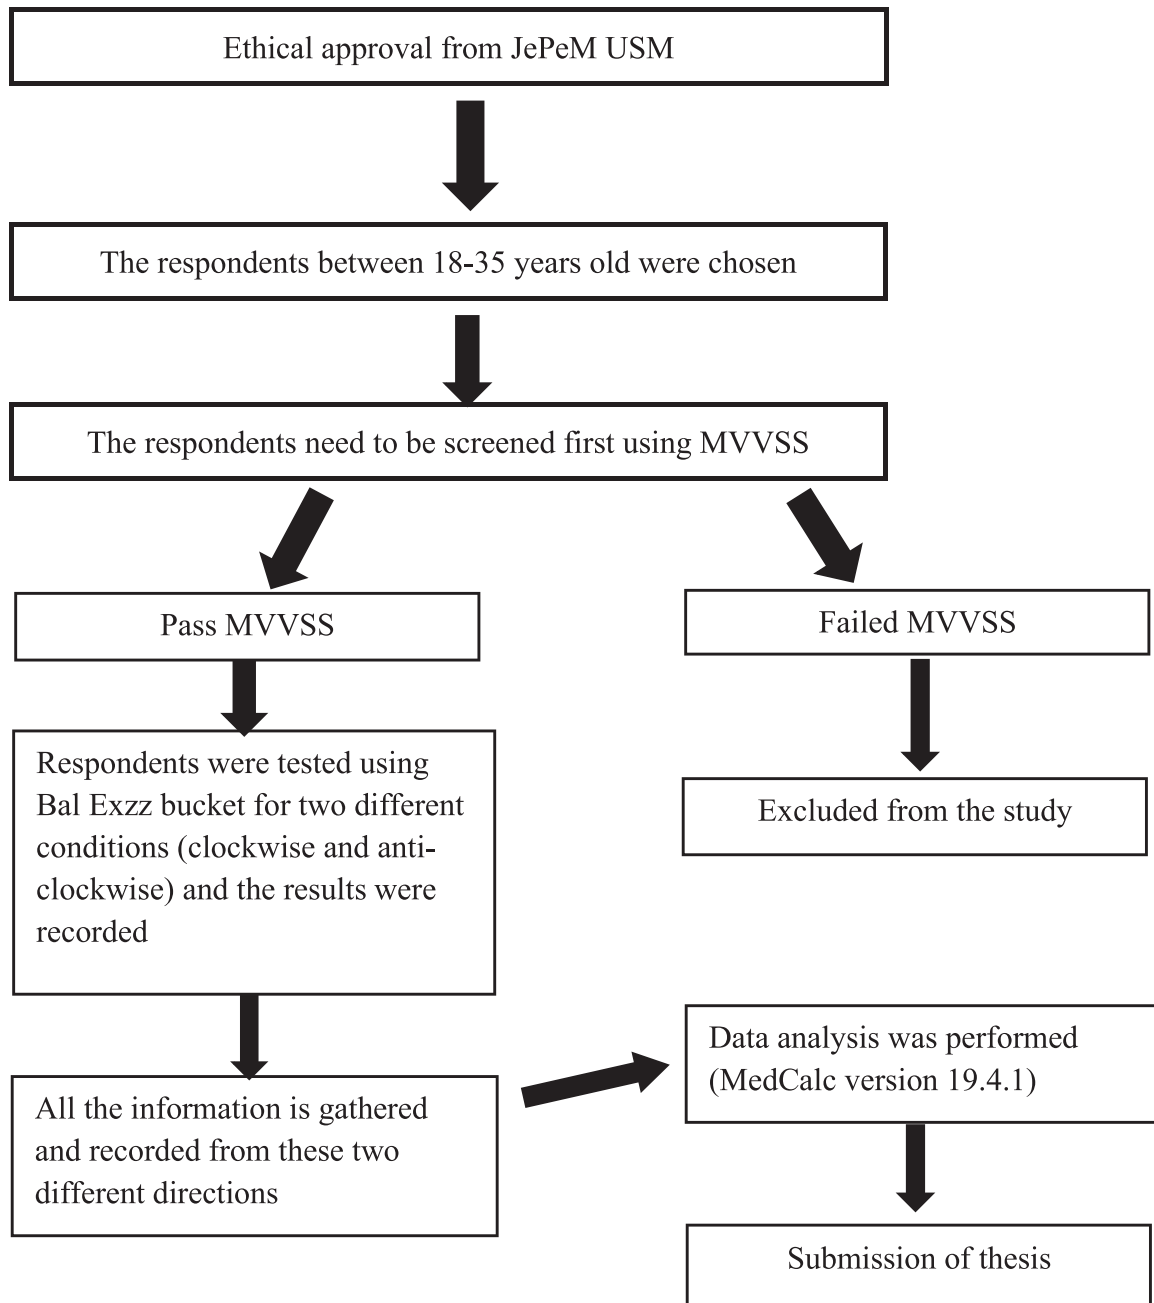 Ethical approval from JePeM USM
The respondents between 18-35 years old were chosen
The respondents need to be screened first using MVVSS
Pass MVVSS
Failed MVVSS
Respondents were tested using
Bal Exzz bucket for two different
conditions (clockwise and anti-
clockwise) and the results were
recorded
Excluded from the study
All the information is gathered
and recorded from these two
different directions
Data analysis was performed
(MedCalc version 19.4.1)
Submission of thesis